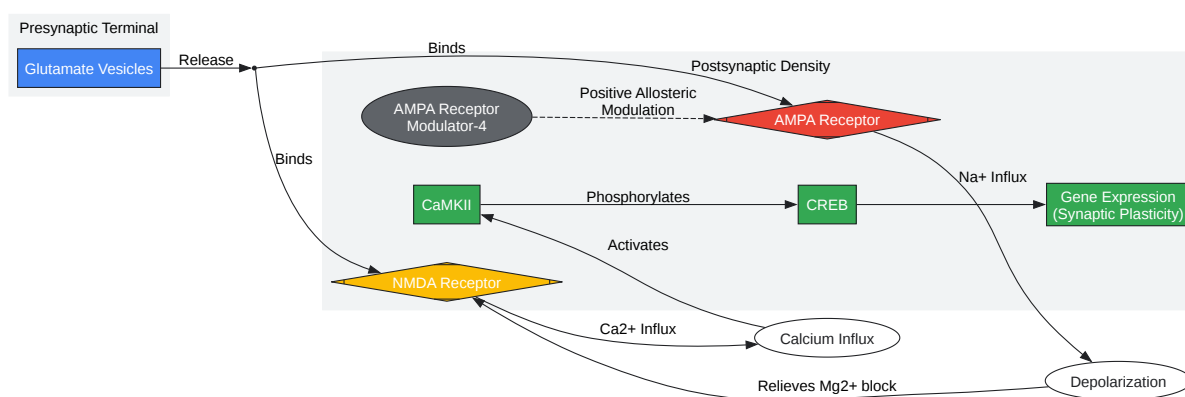 Presynaptic Terminal
Glutamate Vesicles
Release
Binds
Postsynaptic Density
AMPA Receptor
Modulator-4
Positive Allosteric
Modulation
AMPA Receptor
Binds
Na+ Influx
CaMKII
Phosphorylates
CREB
Gene Expression
(Synaptic Plasticity)
Activates
NMDA Receptor
Ca2+ Influx
Calcium Influx
Relieves Mg2+ block
Depolarization